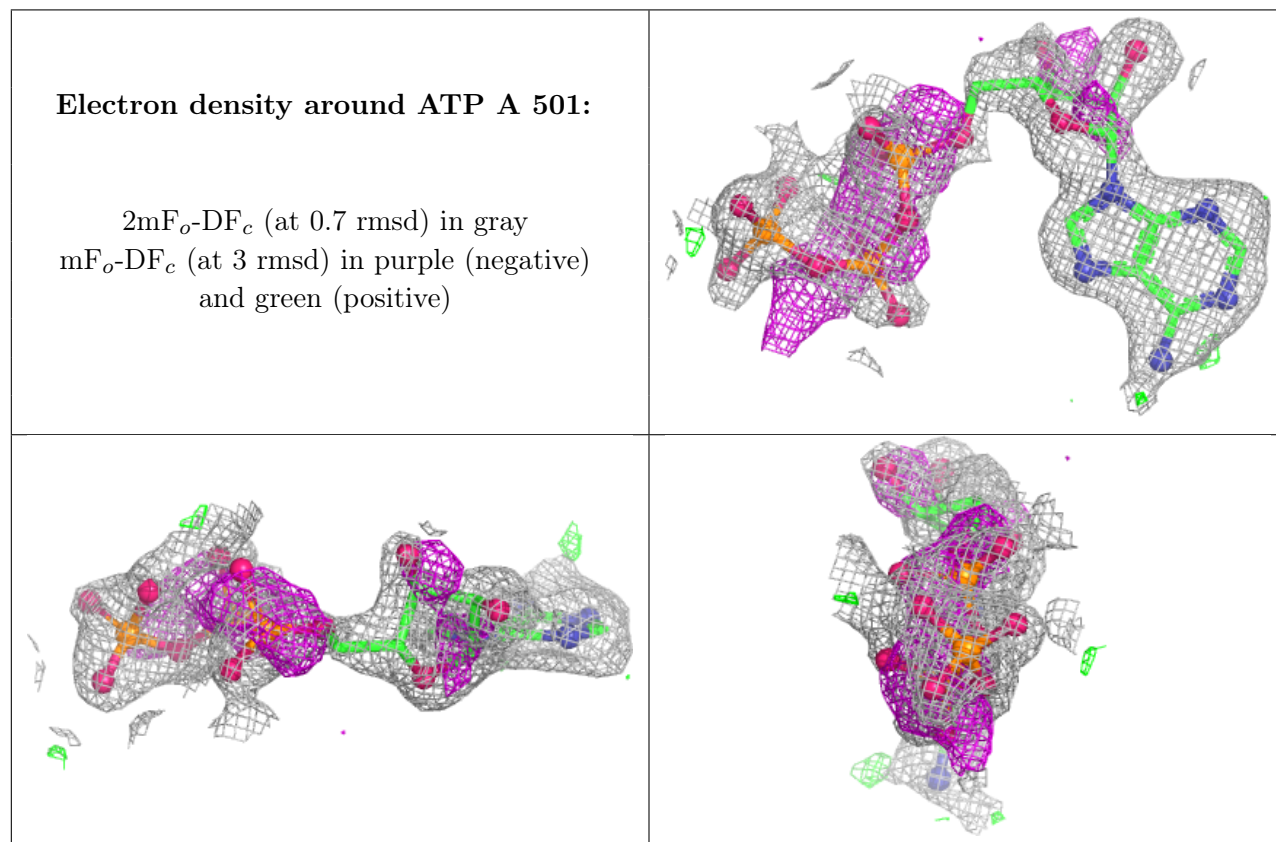 Electron density around ATP A 501:
2mFo-DFc (at 0.7 rmsd) in gray
mFo-DFc (at 3 rmsd) in purple (negative)
and green (positive)